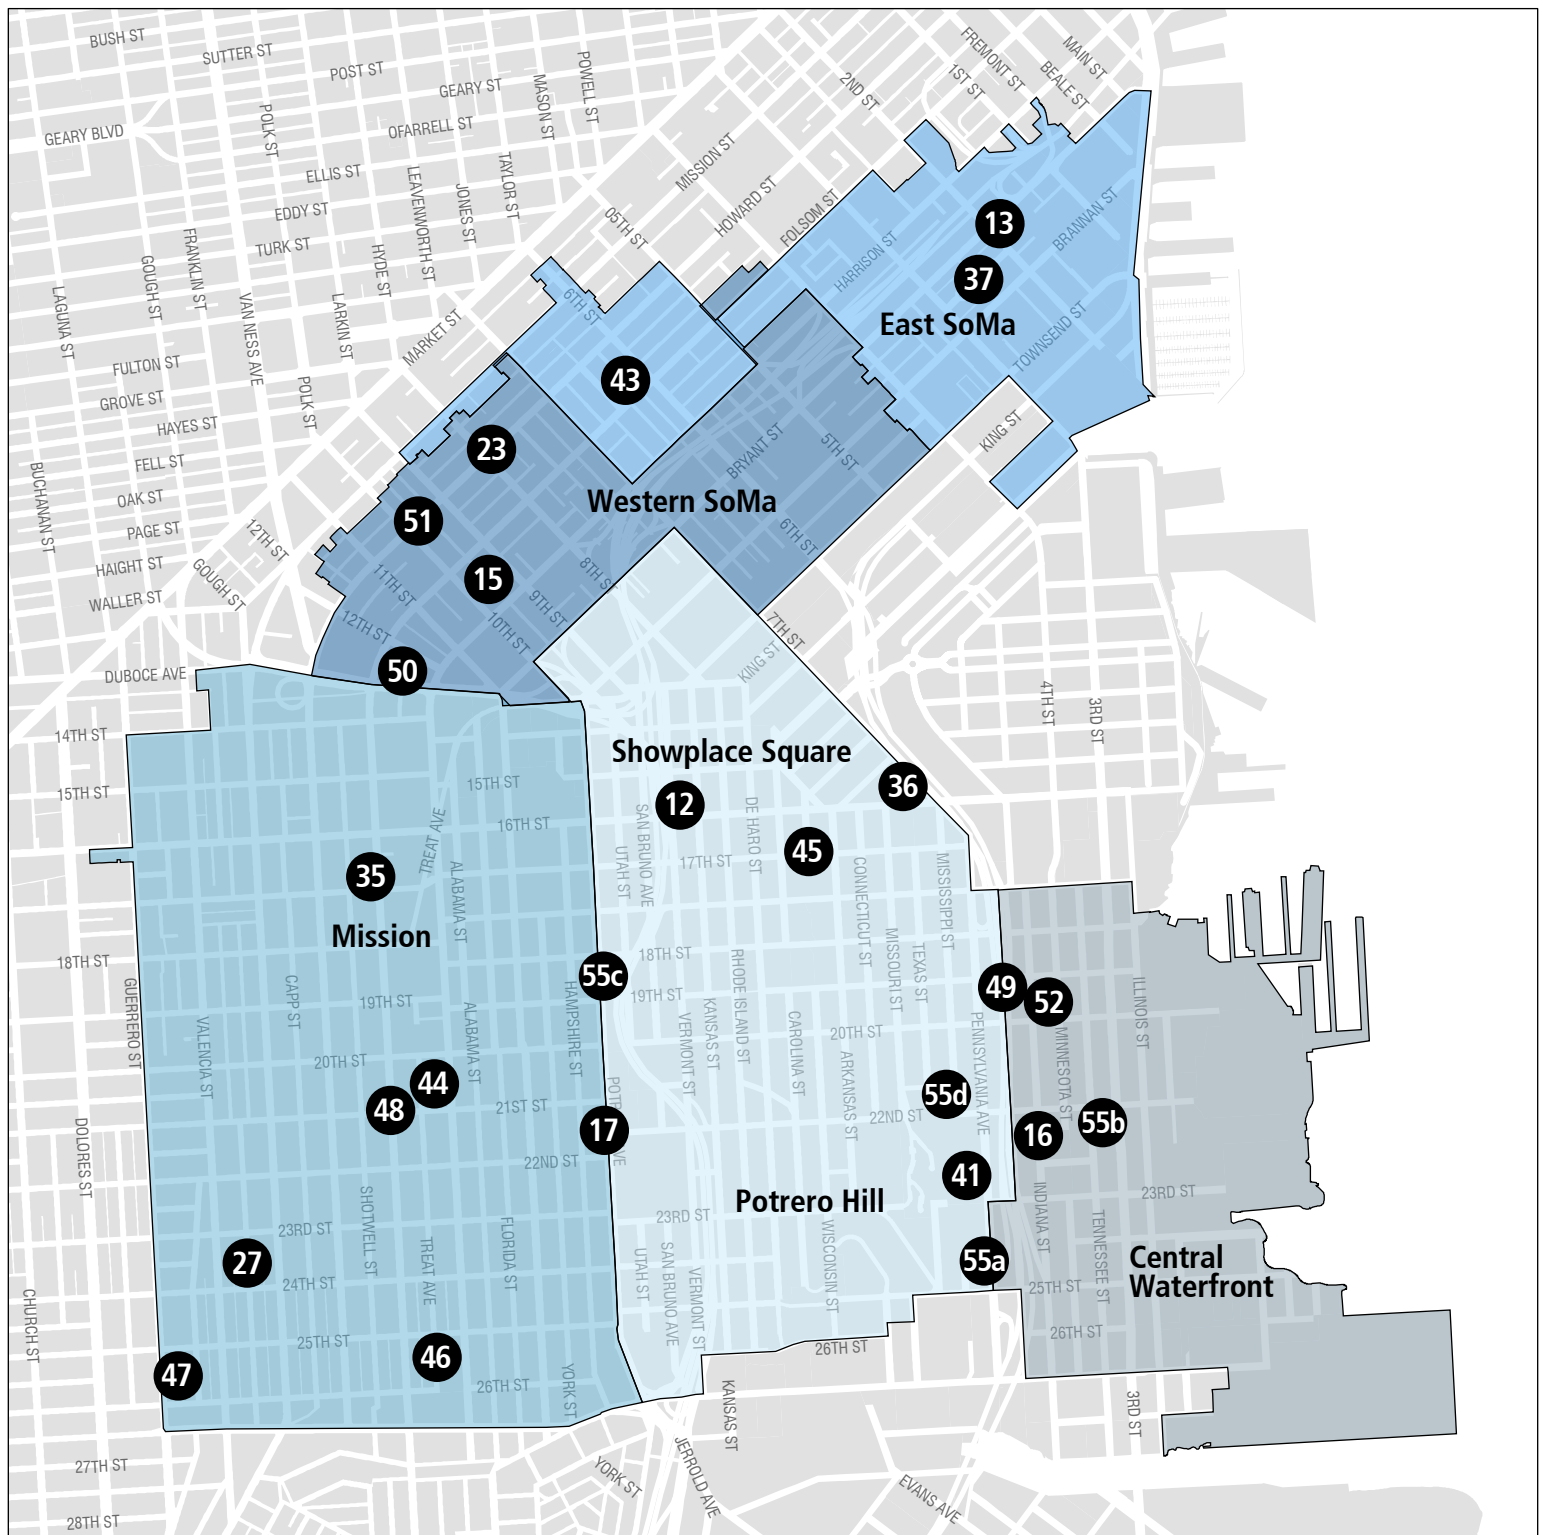 BUSH ST
SUTTER ST
POST ST
GEARY ST
MASON ST
POWELL ST
2ND ST
1ST ST
FREMONT ST
BEALE ST
MAIN ST
GEARY BLVD
POLK ST
OFARRELL ST
ELLIS ST
LEAVENWORTH ST
JONES ST
TAYLOR ST
MISSION ST
HOWARD ST
FOLSOM ST
05TH ST
EDDY ST
TURK ST
HYDE ST
FRANKLIN ST
GOUGH ST
LAGUNA ST
VAN NESS AVE
LARKIN ST
MARKET ST
6TH ST
HARRISON ST
BRANNAN ST
13
37
East SoMa
TOWNSEND ST
FULTON ST
GROVE ST
POLK ST
HAYES ST
FELL ST
OAK ST
PAGE ST
HAIGHT ST
WALLER ST
BUCHANAN ST
12TH ST
GOUGH ST
43
23
51
15
Western SoMa
BRYANT ST
5TH ST
6TH ST
KING ST
11TH ST
12TH ST
8TH ST
9TH ST
10TH ST
50
7TH ST
KING ST
DUBOCE AVE
14TH ST
15TH ST
4TH ST
3RD ST
Showplace Square
15TH ST
16TH ST
TREAT AVE
ALABAMA ST
12
36
45
SAN BRUNO AVE
UTAH ST
DE HARO ST
17TH ST
CONNECTICUT ST
MISSISSIPPI ST
35
Mission
18TH ST
GUERRERO ST
VALENCIA ST
CAPP ST
19TH ST
ALABAMA ST
HAMPSHIRE ST
55c
18TH ST
19TH ST
VERMONT ST
KANSAS ST
RHODE ISLAND ST
CAROLINA ST
20TH ST
ARKANSAS ST
MISSOURI ST
TEXAS ST
PENNSYLVANIA AVE
49
52
MINNESOTA ST
ILLINOIS ST
20TH ST
44
48
21ST ST
22ND ST
17
55d
22ND ST
41
16
55b
DOLORES ST
SHOTWELL ST
23RD ST
TREAT AVE
FLORIDA ST
27
24TH ST
25TH ST
46
47
26TH ST
YORK ST
CHURCH ST
Potrero Hill
23RD ST
UTAH ST
SAN BRUNO AVE
VERMONT ST
WISCONSIN ST
55a
INDIANA ST
TENNESSEE ST
23RD ST
Central
Waterfront
25TH ST
26TH ST
26TH ST
KANSAS ST
3RD ST
27TH ST
28TH ST
YORK ST
JERROLD AVE
EVANS AVE